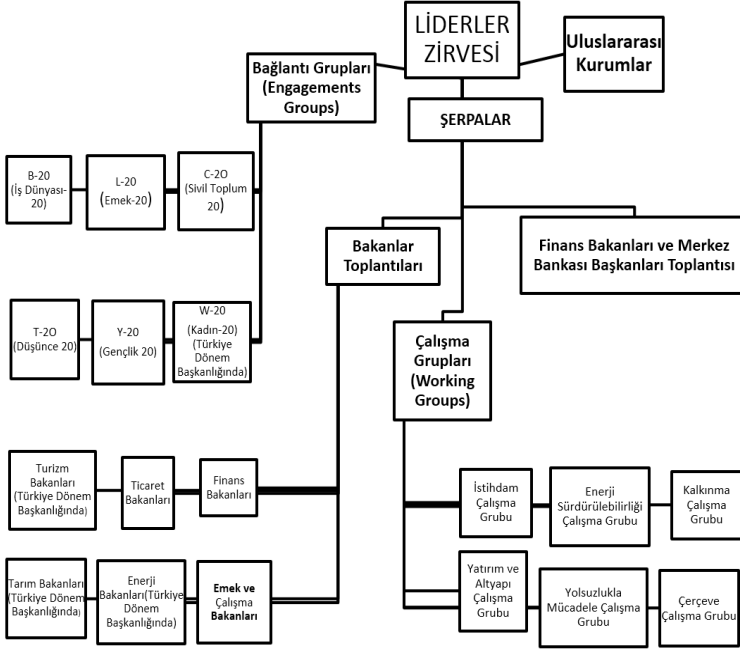 LİDERLER
ZİRVESİ
Uluslararası
Kurumlar
Bağlantı Grupları
(Engagements
Groups)
ŞERPALAR
B-20
(İş Dünyası-
20)
L-20
(Emek-20)
C-2O
(Sivil Toplum
20)
Bakanlar
Toplantıları
Finans Bakanları ve Merkez
Bankası Başkanları Toplantısı
T-2O
(Düşünce 20)
Y-20
(Gençlik 20)
W-20
(Kadın-20)
(Türkiye
Dönem
Başkanlığında)
Çalışma
Grupları
(Working
Groups)
Turizm
Bakanları
(Türkiye Dönem
Başkanlığında)
Ticaret
Bakanları
Finans
Bakanları
İstihdam
Çalışma
Grubu
Enerji
Sürdürülebilirliği
Çalışma Grubu
Kalkınma
Çalışma
Grubu
Tarım Bakanları
(Türkiye Dönem
Başkanlığında)
Enerji
Bakanları(Türkiye
Dönem
Başkanlığında)
Emek ve
Çalışma
Bakanları
Yatırım ve
Altyapı
Çalışma
Grubu
Yolsuzlukla
Mücadele Çalışma
Grubu
Çerçeve
Çalışma Grubu